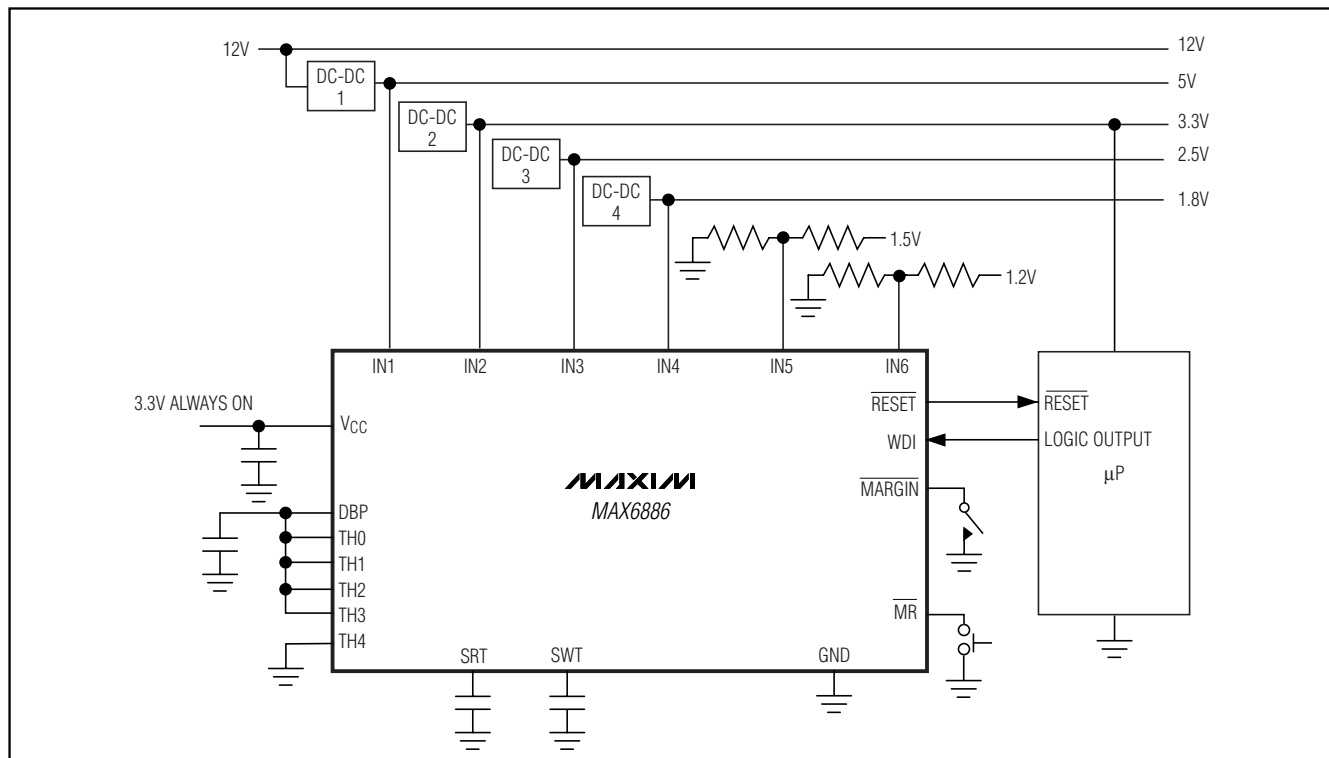 12V
12V
DC-DC
1
5V
DC-DC
2
3.3V
DC-DC
3
2.5V
DC-DC
4
1.8V
1.5V
1.2V
IN1
IN2
IN3
IN4
IN5
IN6
3.3V ALWAYS ON
VCC
RESET
RESET
WDI
LOGIC OUTPUT
µP
MAXIM
MAX6886
MARGIN
DBP
TH0
TH1
TH2
TH3
TH4
MR
SRT
SWT
GND